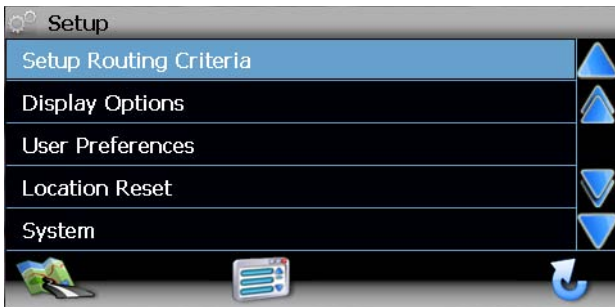 Setup
Setup Routing Criteria
Display Options
User Preferences
Location Reset
System